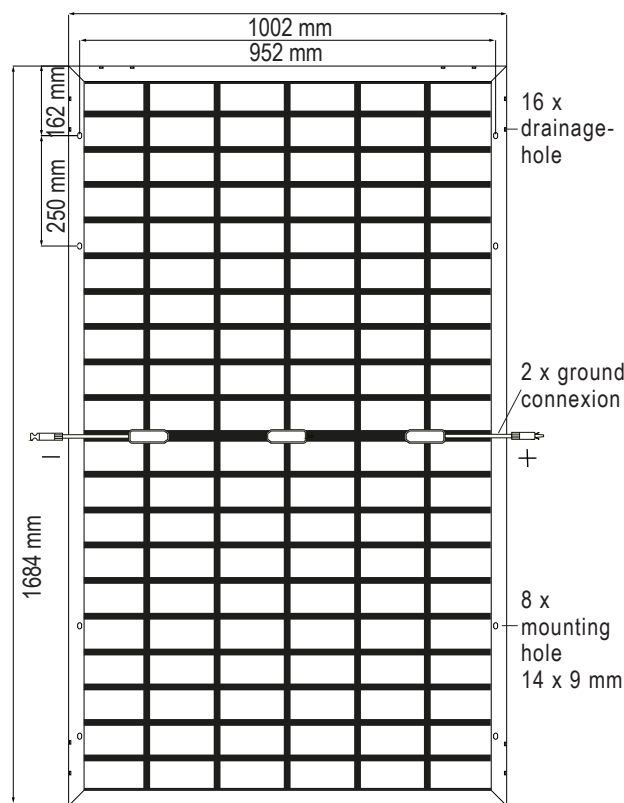 1002 mm
952 mm
162 mm
250 mm
16 x
drainage-
hole
2 x ground
connexion
–
+
1684 mm
8 x
mounting
hole
14 x 9 mm